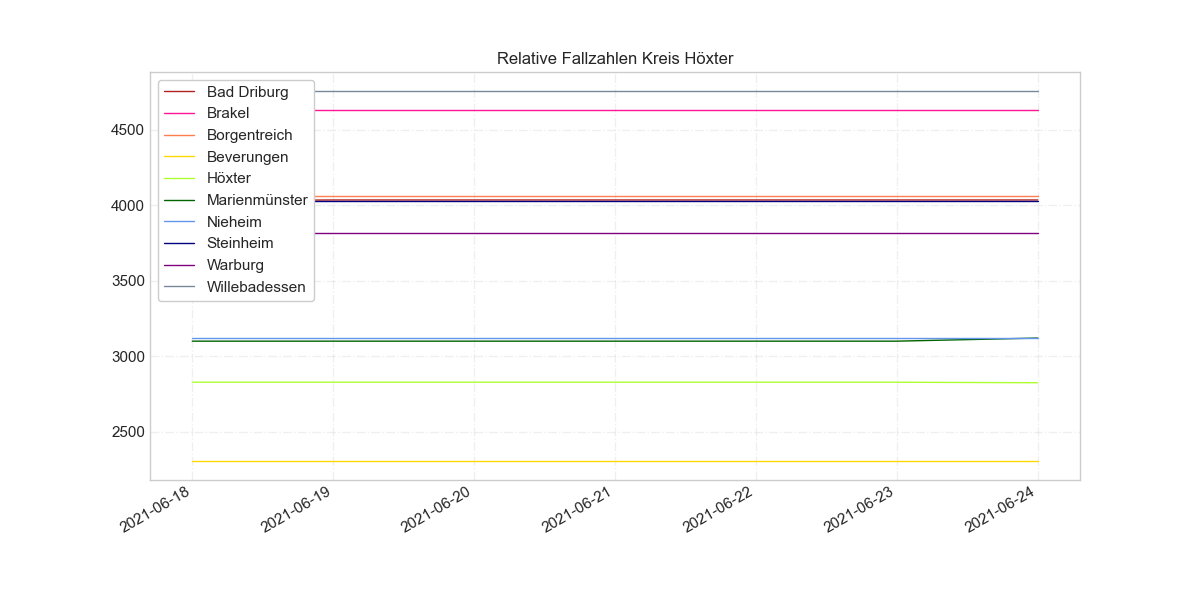 Relative Fallzahlen Kreis Höxter
Bad Driburg
Brakel
Borgentreich
Beverungen
Höxter
Marienmünster
Nieheim
Steinheim
Warburg
Willebadessen
4500
4000
3500
3000
2500
2021-06-18
2021-06-19
2021-06-20
2021-06-21
2021-06-22
2021-06-23
2021-06-24